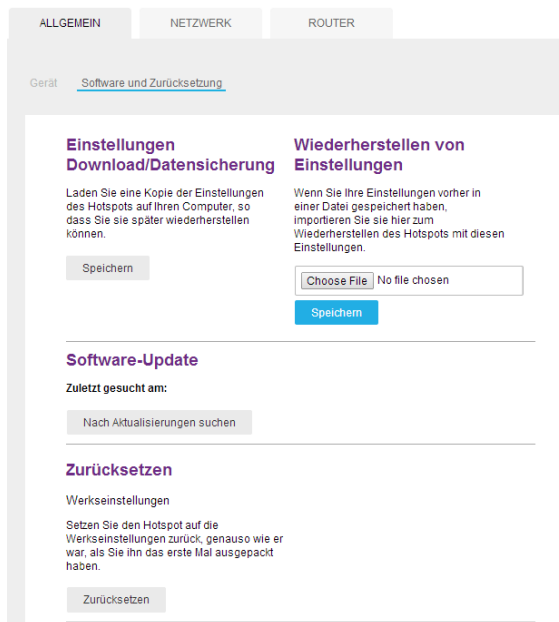 ALLGEMEIN
NETZWERK
ROUTER
Gerät
Software und Zurücksetzung
Einstellungen
Download/Datensicherung
Laden Sie eine Kopie der Einstellungen
des Hotspots auf Ihren Computer, so
dass Sie sie später wiederherstellen
können.
Speichern
Wiederherstellen von
Einstellungen
Wenn Sie Ihre Einstellungen vorher in
einer Datei gespeichert haben,
importieren Sie sie hier zum
Wiederherstellen des Hotspots mit diesen
Einstellungen.
Choose File No file chosen
Speichern
Software-Update
Zuletzt gesucht am:
Nach Aktualisierungen suchen
Zurücksetzen
Werkseinstellungen
Setzen Sie den Hotspot auf die
Werkseinstellungen zurück, genauso wie er
war, als Sie ihn das erste Mal ausgepackt
haben.
Zurücksetzen